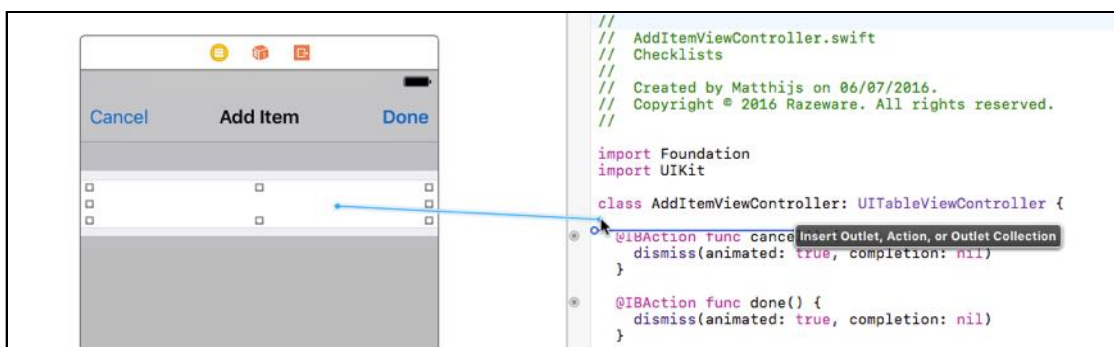 Cancel
Add Item
Done
//
// AddItemViewController.swift
// Checklists
//
// Created by Matthijs on 06/07/2016.
// Copyright © 2016 Razeware. All rights reserved.
//
import Foundation
import UIKit
class AddItemViewController: UITableViewController {
@IBAction func cance
Insert Outlet, Action, or Outlet Collection
dismiss(animated: true, completion: nil)
}
@IBAction func done() {
dismiss(animated: true, completion: nil)
}